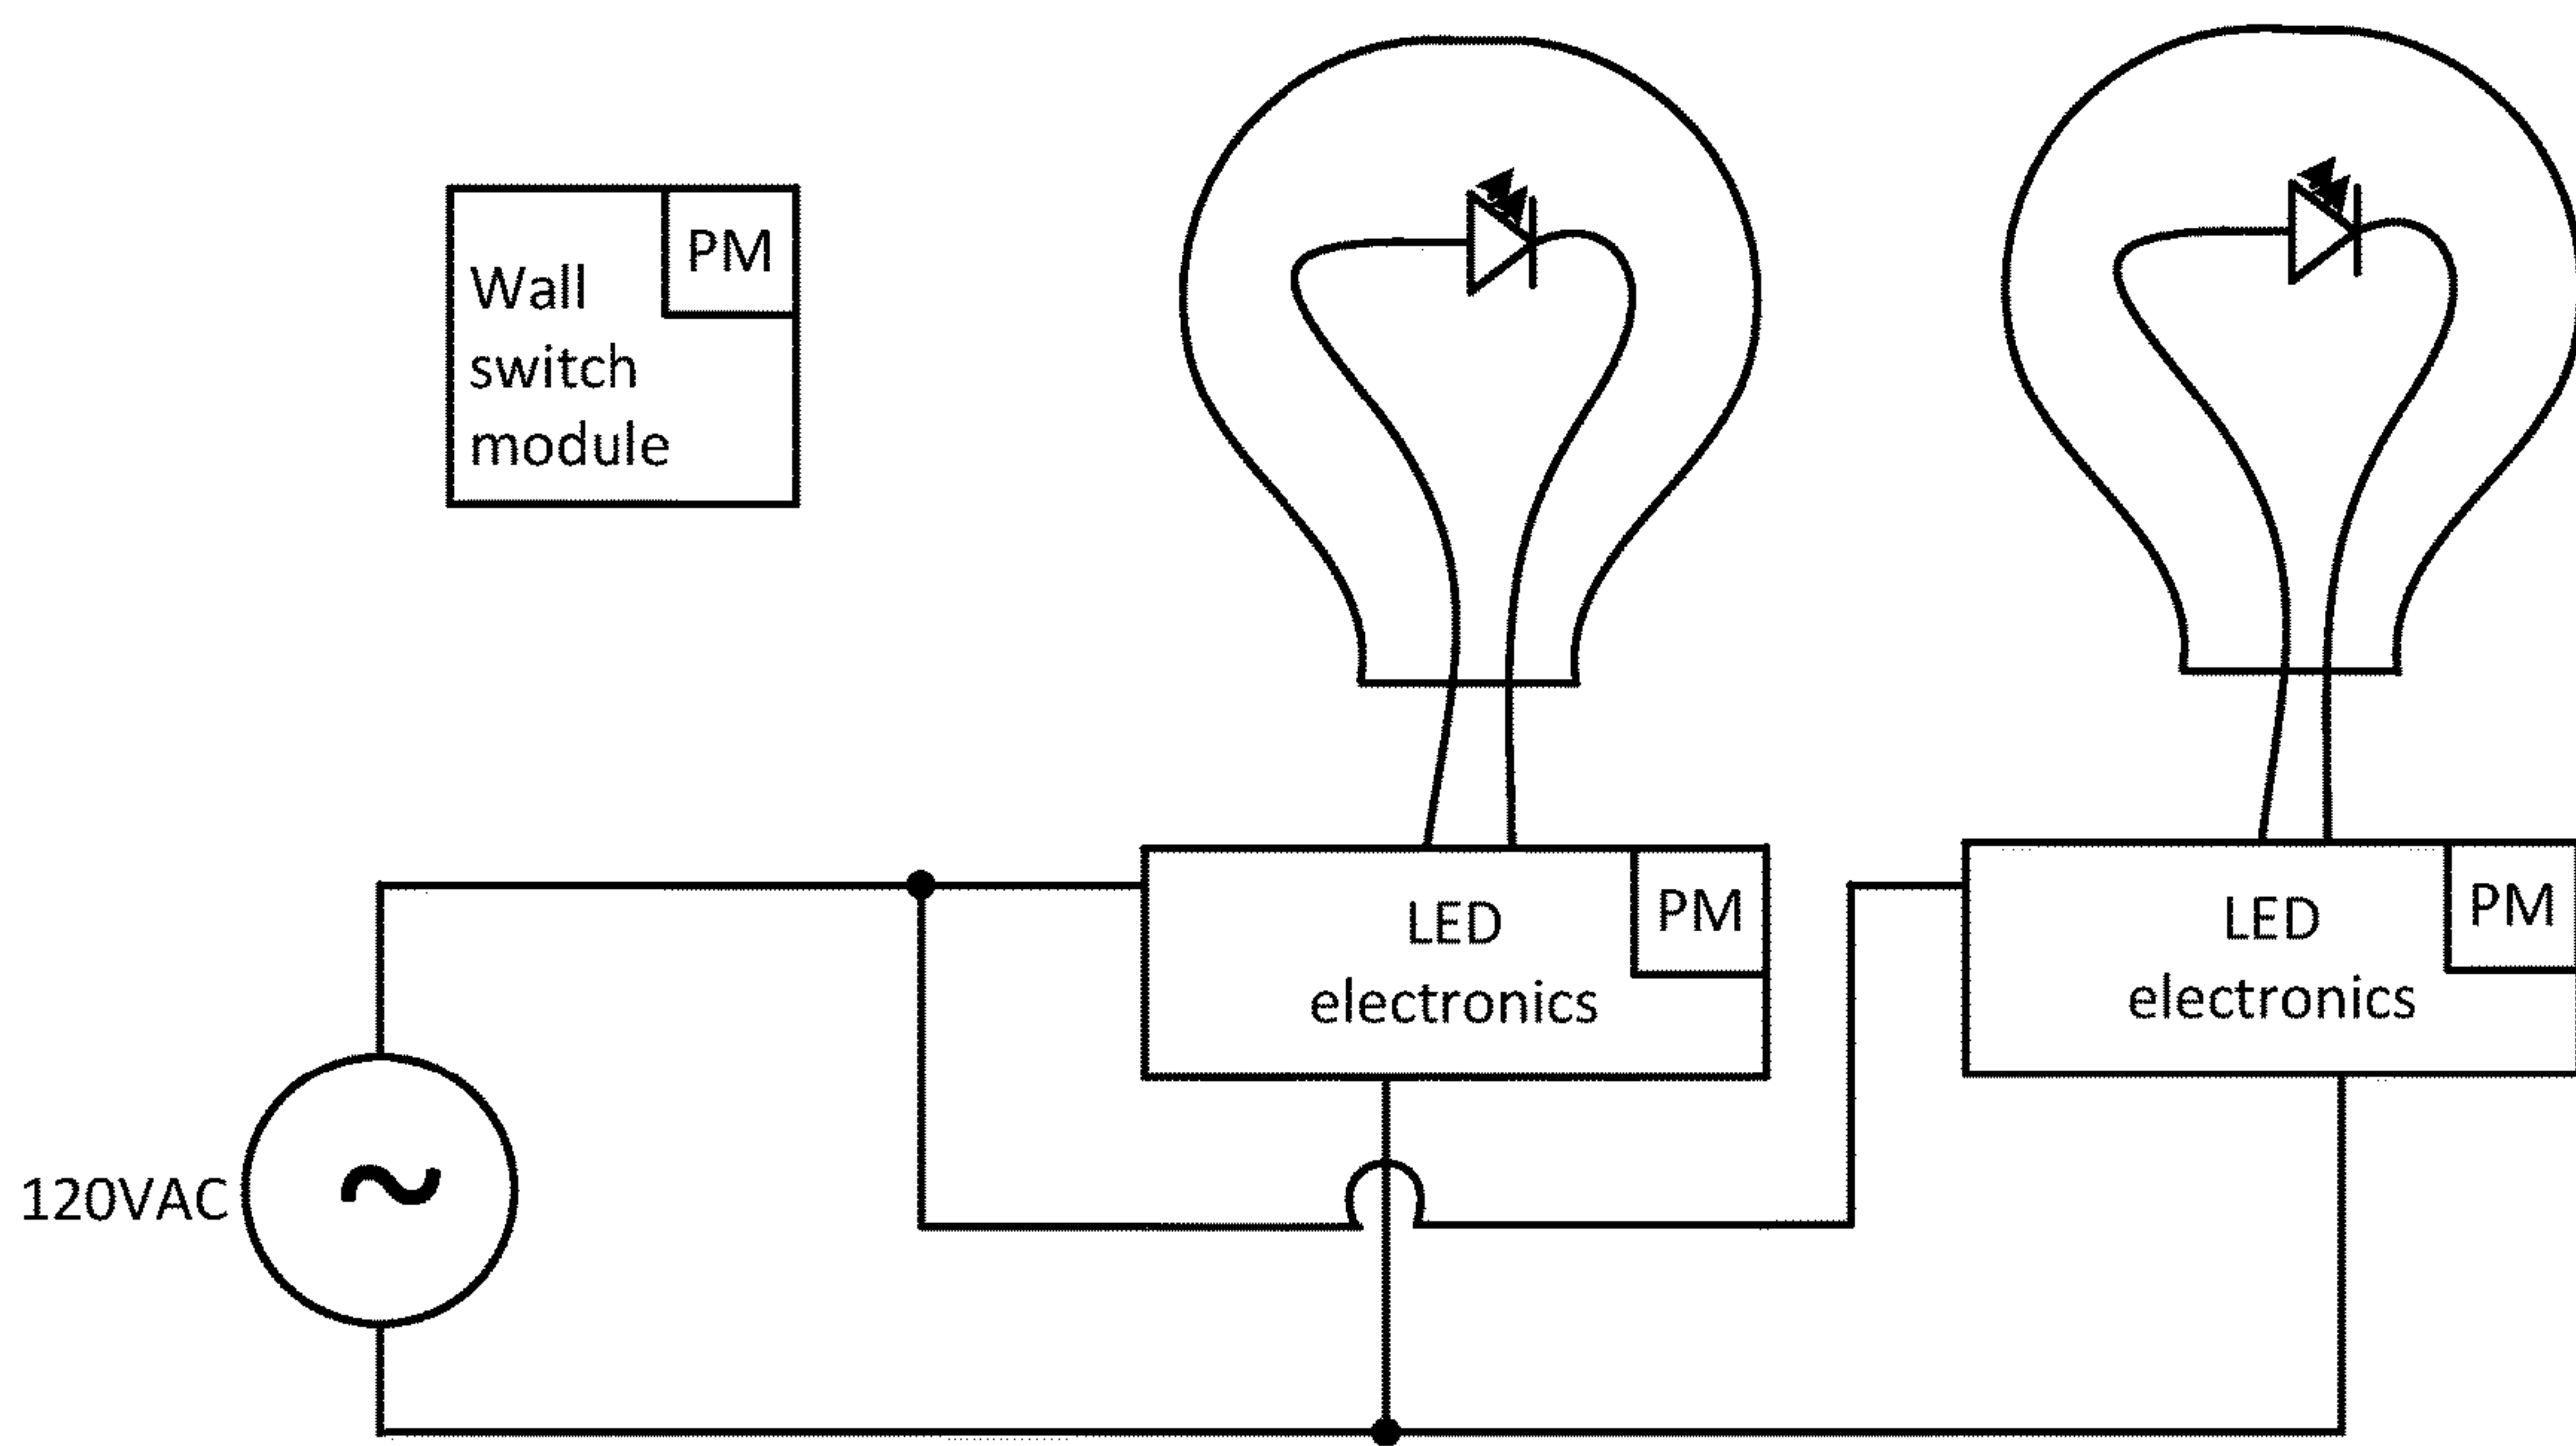 PM
Wall
switch
module
LED
electronics
PM
LED
electronics
PM
120VAC
~